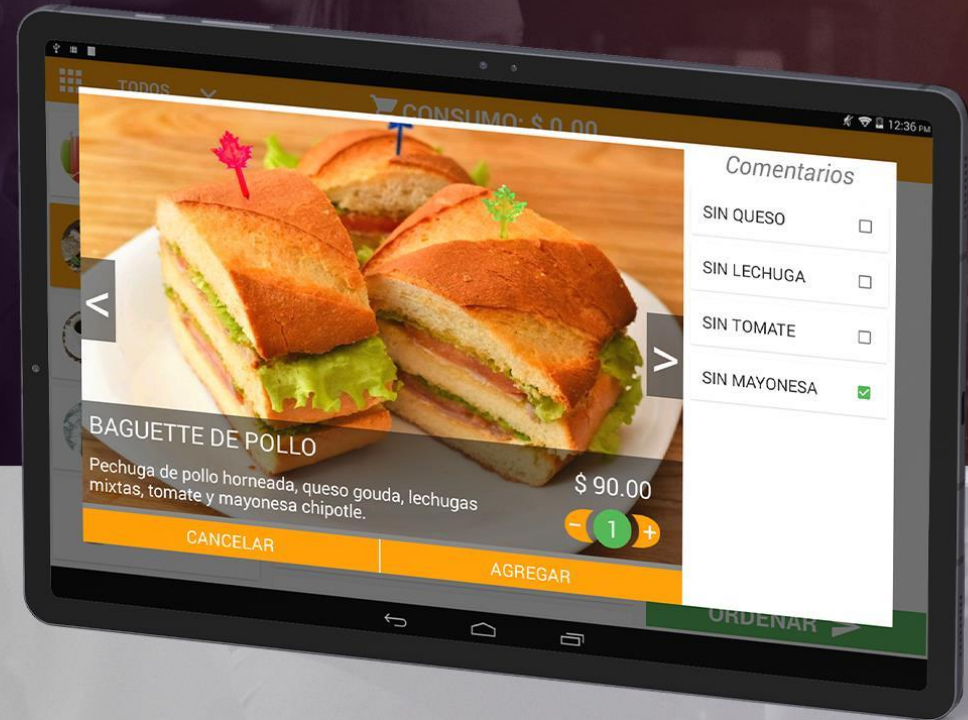 12:36 PM
TODOS
CONSUMO: $ 0.00
Comentarios
SIN QUESO
SIN LECHUGA
SIN TOMATE
SIN MAYONESA
<
>
BAGUETTE DE POLLO
Pechuga de pollo horneada, queso gouda, lechugas
mixtas, tomate y mayonesa chipotle.
$ 90.00
- 1 +
CANCELAR
AGREGAR
ORDENAR